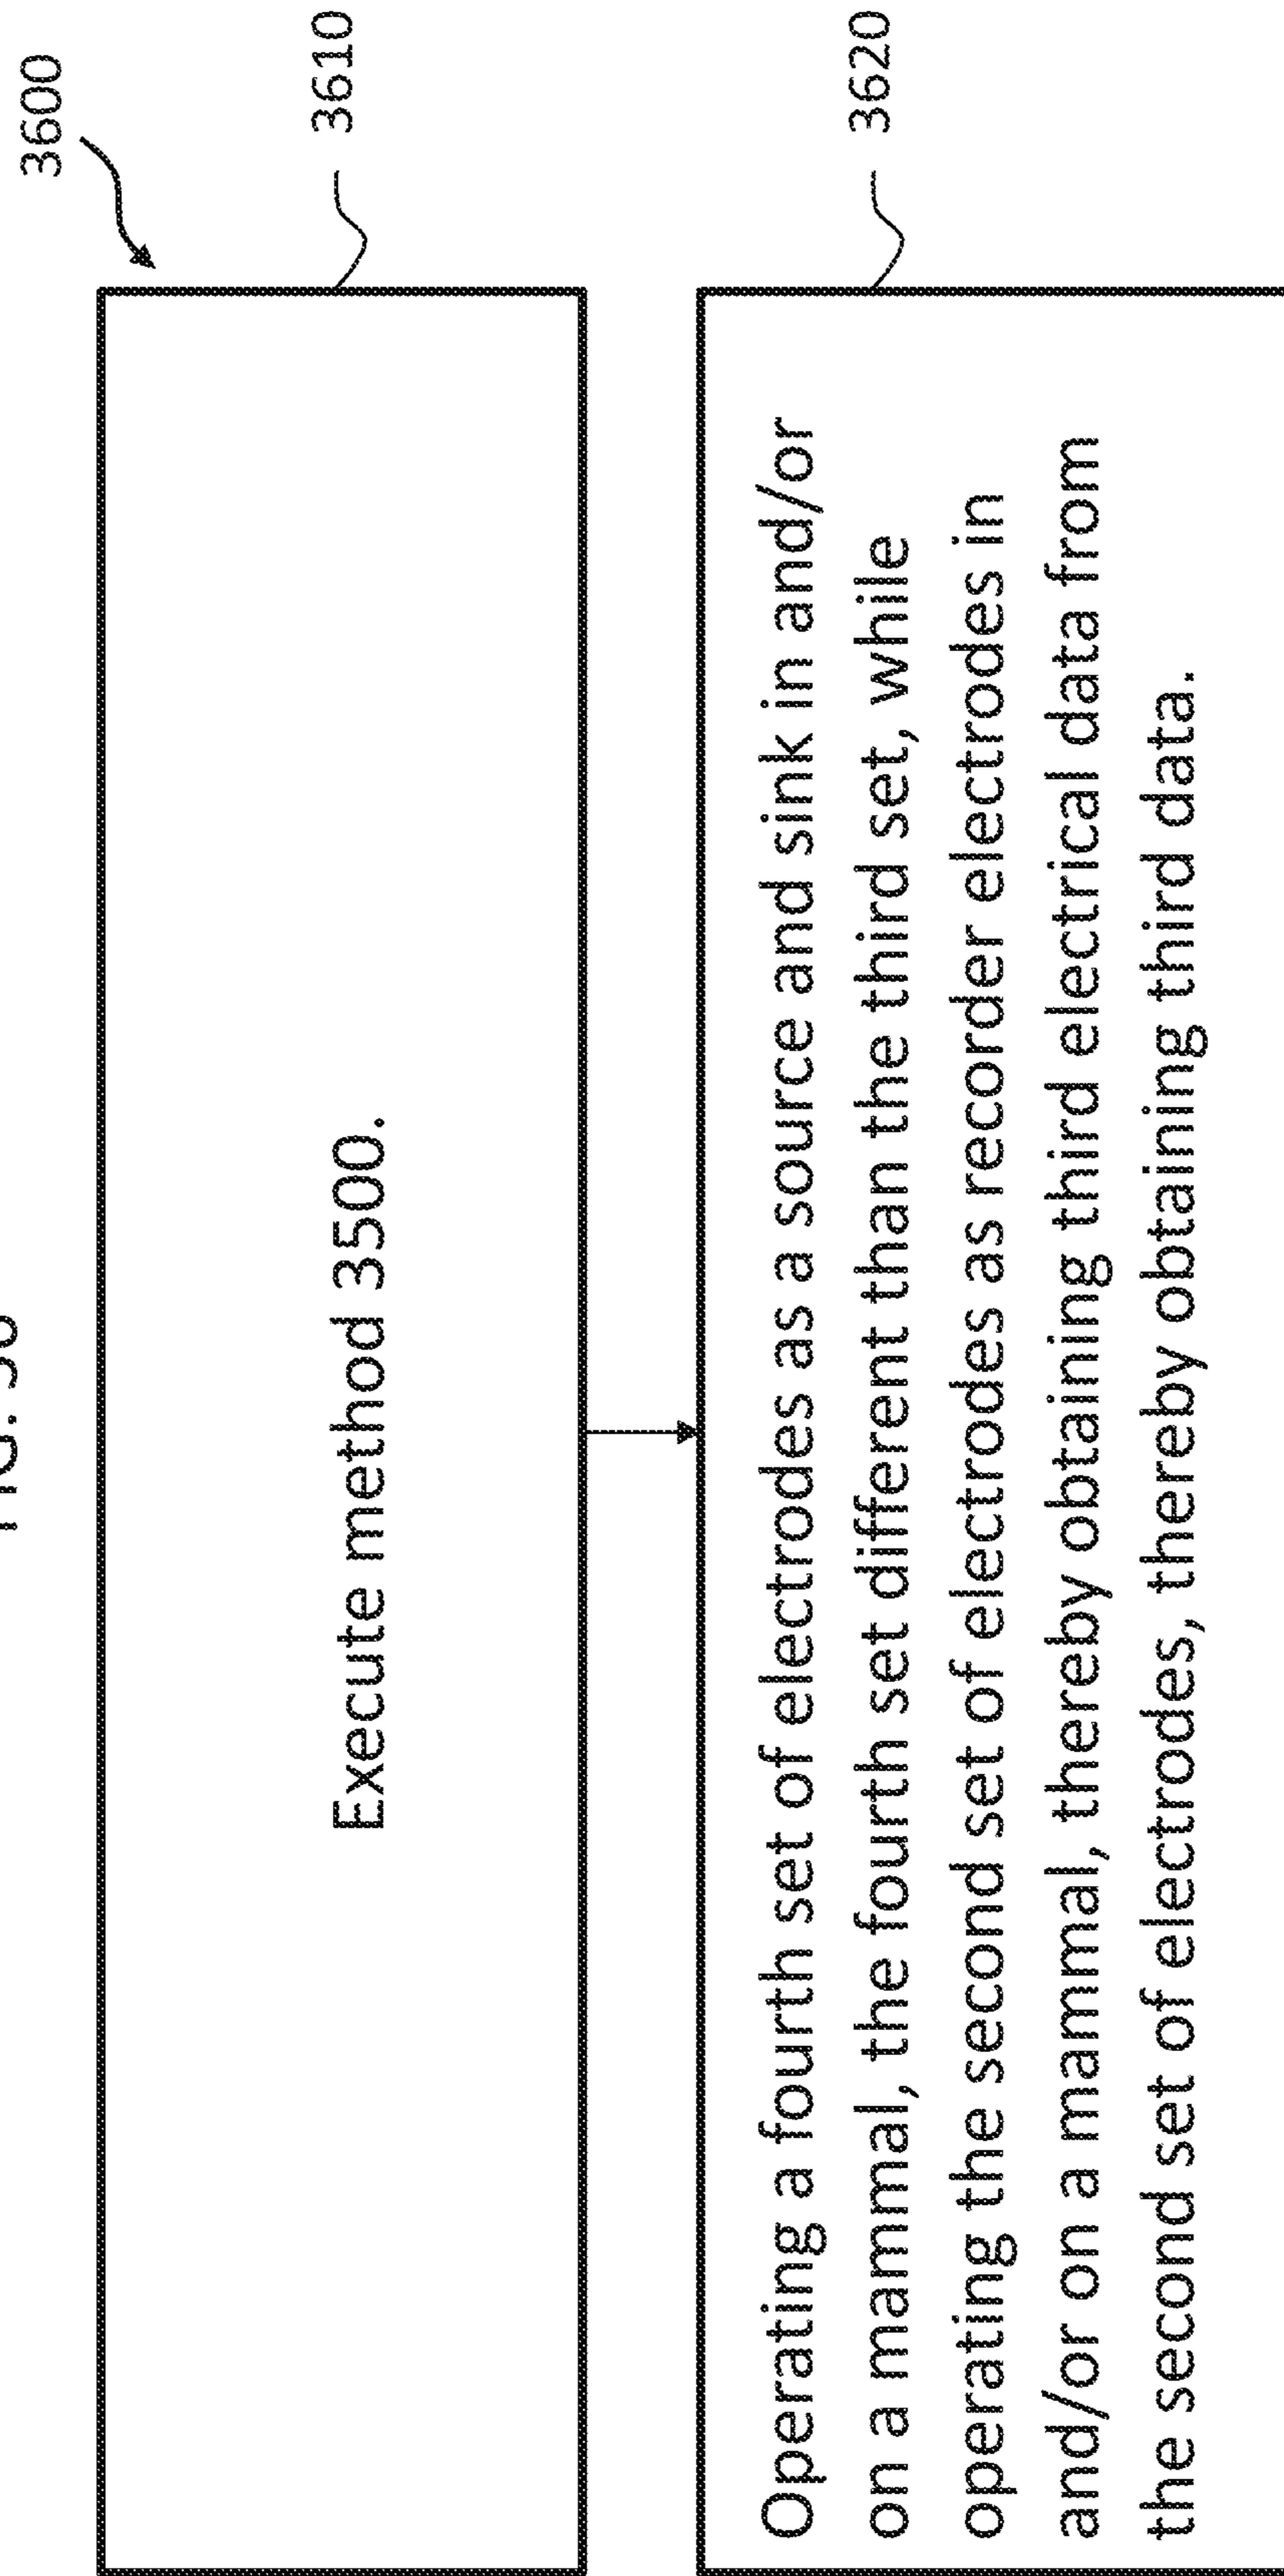 3600
Execute method 3500.
3610
Operating a fourth set of electrodes as a source and sink in and/or
on a mammal, the fourth set different than the third set, while
operating the second set of electrodes as recorder electrodes in
and/or on a mammal, thereby obtaining third electrical data from
the second set of electrodes, thereby obtaining third data.
3620